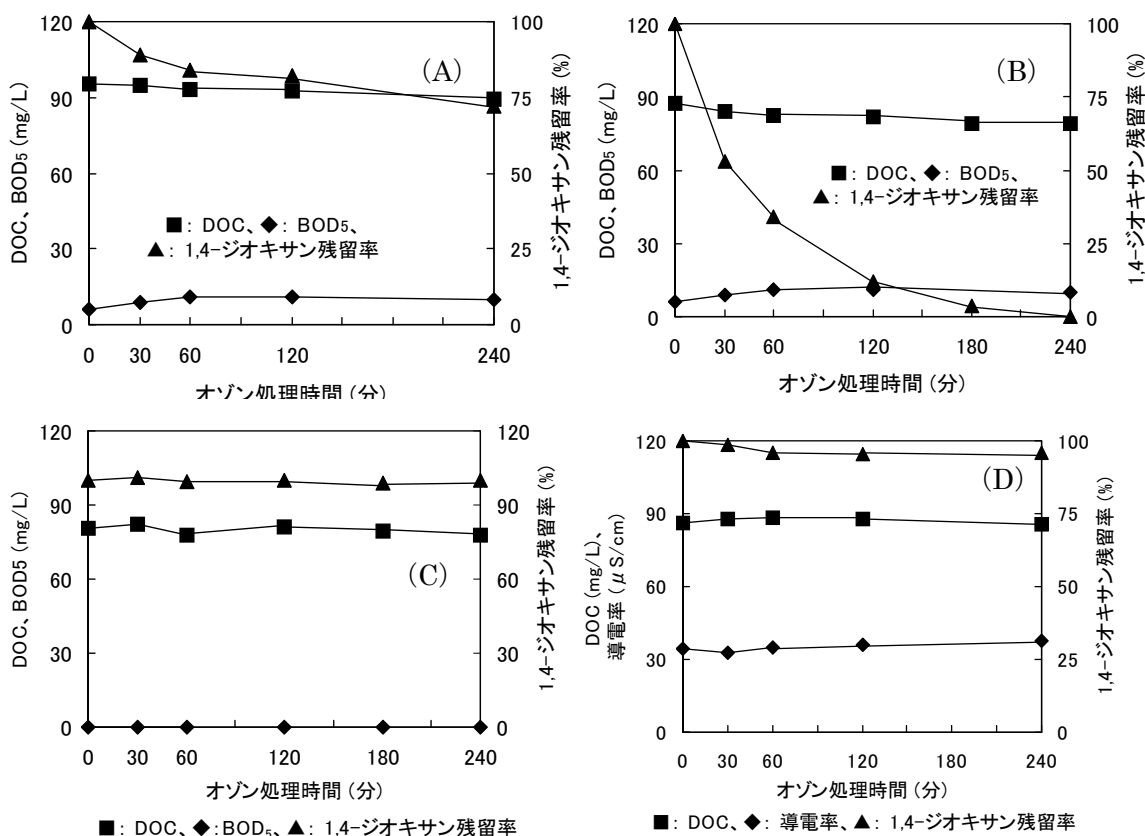 120
90
60
30
0
DOC、BOD₅ (mg/L)
100
75
50
25
0
1,4-ジオキサン残留率 (%)
(A)
■: DOC、◆: BOD₅、
▲: 1,4-ジオキサン残留率
0 30 60 120 240
オゾン処理時間 (分)
120
90
60
30
0
DOC、BOD₅ (mg/L)
100
75
50
25
0
1,4-ジオキサン残留率 (%)
(B)
■: DOC、◆: BOD₅、
▲: 1,4-ジオキサン残留率
0 30 60 120 180 240
オゾン処理時間 (分)
120
90
60
30
0
DOC、BOD5 (mg/L)
120
90
60
30
0
1,4-ジオキサン残留率 (%)
(C)
0 30 60 120 180 240
オゾン処理時間 (分)
■: DOC、◆:BOD₅、▲: 1,4-ジオキサン残留率
120
90
60
30
0
DOC (mg/L)、
導電率 (μS/cm)
100
75
50
25
0
1,4-ジオキサン残留率 (%)
(D)
0 30 60 120 240
オゾン処理時間 (分)
■: DOC、◆: 導電率、▲: 1,4-ジオキサン残留率